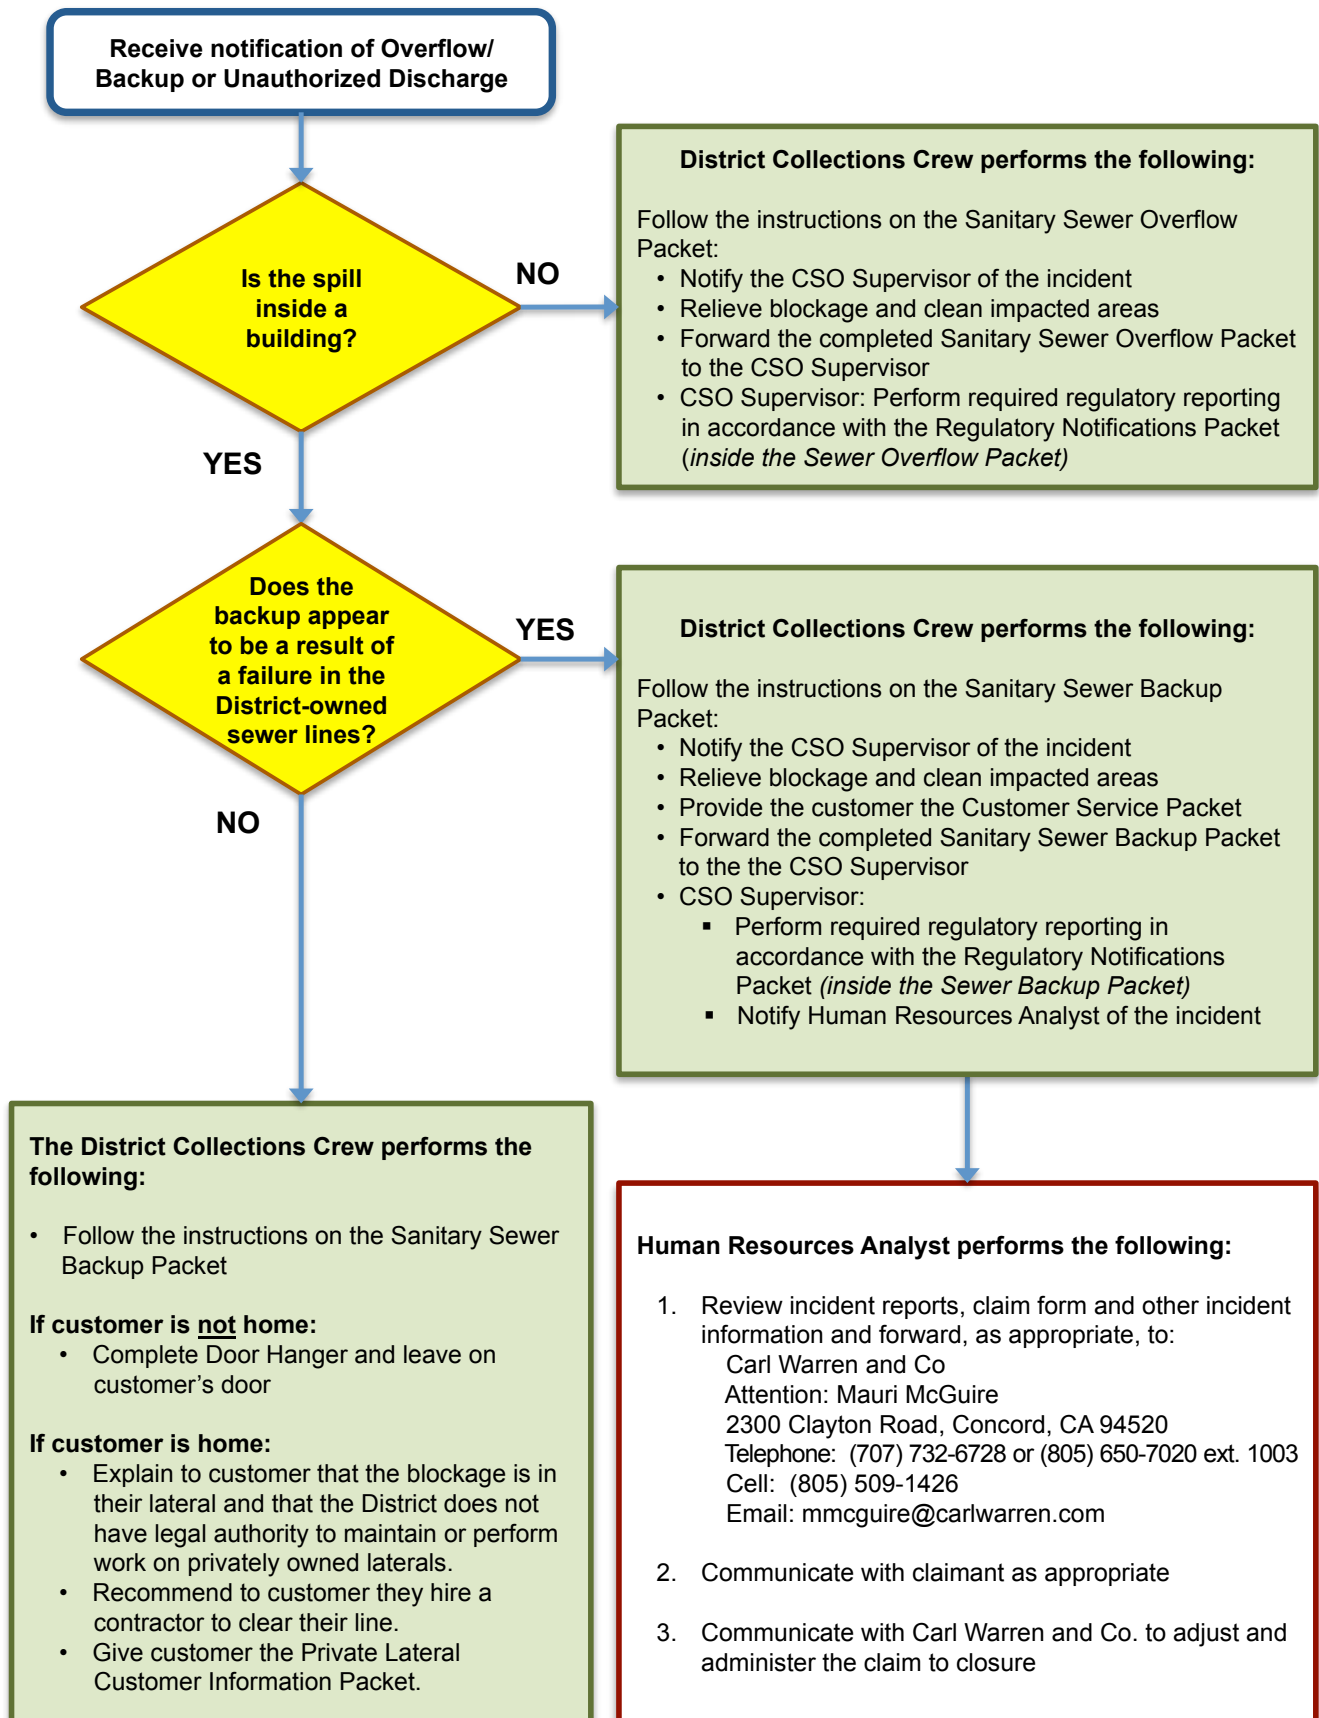 Receive notification of Overflow/
Backup or Unauthorized Discharge
Is the spill
inside a
building?
NO
YES
District Collections Crew performs the following:
Follow the instructions on the Sanitary Sewer Overflow
Packet:
• Notify the CSO Supervisor of the incident
• Relieve blockage and clean impacted areas
• Forward the completed Sanitary Sewer Overflow Packet
to the CSO Supervisor
• CSO Supervisor: Perform required regulatory reporting
in accordance with the Regulatory Notifications Packet
(inside the Sewer Overflow Packet)
Does the
backup appear
to be a result of
a failure in the
District-owned
sewer lines?
YES
NO
District Collections Crew performs the following:
Follow the instructions on the Sanitary Sewer Backup
Packet:
• Notify the CSO Supervisor of the incident
• Relieve blockage and clean impacted areas
• Provide the customer the Customer Service Packet
• Forward the completed Sanitary Sewer Backup Packet
to the the CSO Supervisor
• CSO Supervisor:
▪ Perform required regulatory reporting in
accordance with the Regulatory Notifications
Packet (inside the Sewer Backup Packet)
▪ Notify Human Resources Analyst of the incident
The District Collections Crew performs the
following:
• Follow the instructions on the Sanitary Sewer
Backup Packet
If customer is not home:
• Complete Door Hanger and leave on
customer’s door
If customer is home:
• Explain to customer that the blockage is in
their lateral and that the District does not
have legal authority to maintain or perform
work on privately owned laterals.
• Recommend to customer they hire a
contractor to clear their line.
• Give customer the Private Lateral
Customer Information Packet.
Human Resources Analyst performs the following:
1. Review incident reports, claim form and other incident
information and forward, as appropriate, to:
Carl Warren and Co
Attention: Mauri McGuire
2300 Clayton Road, Concord, CA 94520
Telephone: (707) 732-6728 or (805) 650-7020 ext. 1003
Cell: (805) 509-1426
Email: mmcguire@carlwarren.com
2. Communicate with claimant as appropriate
3. Communicate with Carl Warren and Co. to adjust and
administer the claim to closure